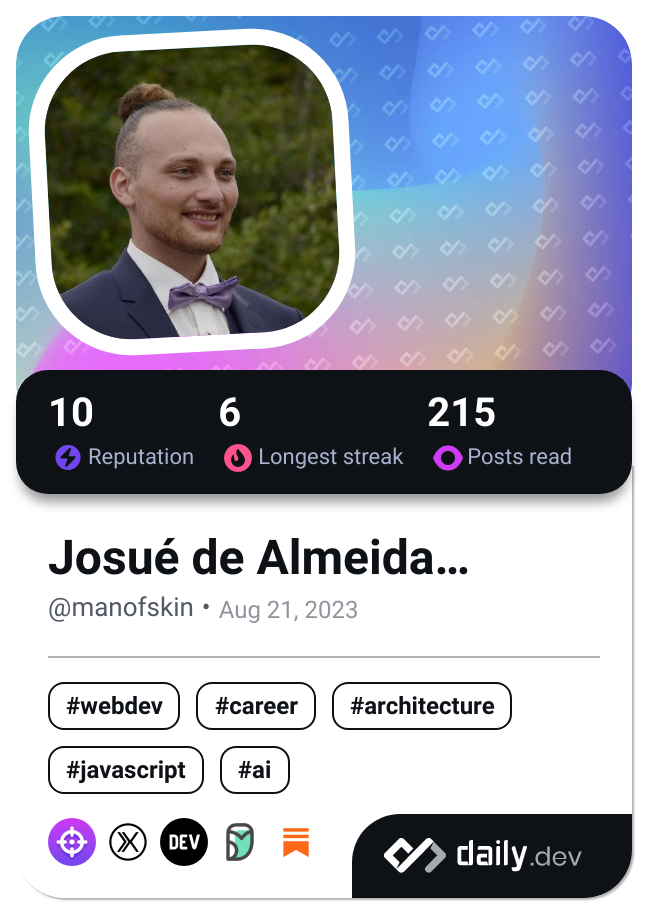 10 6 215
Reputation Longest streak Posts read
Josué de Almeida...
@manofskin • Aug 21, 2023
#webdev #career #architecture
#javascript #ai
DEV daily.dev